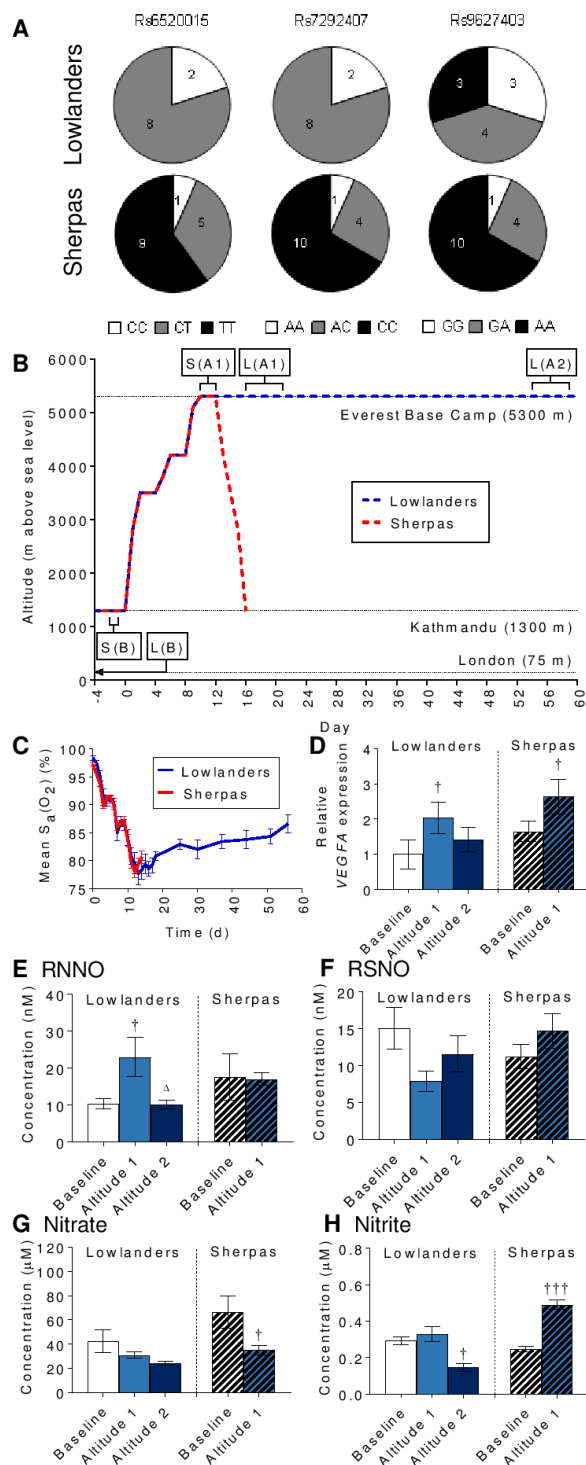 A
Rs6520015 Rs7292407 Rs9627403
Lowlanders
2 8
2 8
3 3 4
Sherpas
1 5 9
1 4 10
1 4 10
CC CT TT AA AC CC GG GA AA
B
Altitude (m above sea level)
6000
5000
4000
3000
2000
1000
0
S(A1) L(A1) L(A2)
Everest Base Camp (5300 m)
Lowlanders
Sherpas
Kathmandu (1300 m)
S(B) L(B)
London (75 m)
-4 0 4 8 12 16 20 24 28 32 36 40 44 48 52 56 60
Day
C
Mean Sa(O2) (%)
100
95
90
85
80
75
Lowlanders
Sherpas
0 10 20 30 40 50 60
Time (d)
D
Relative
VEGFA expression
4
3
2
1
0
Lowlanders Sherpas
† †
Baseline Altitude 1 Altitude 2 Baseline Altitude 1
E RNNO
Concentration (nM)
40
30
20
10
0
Lowlanders Sherpas
† Δ
Baseline Altitude 1 Altitude 2 Baseline Altitude 1
F RSNO
Concentration (nM)
20
15
10
5
0
Lowlanders Sherpas
Baseline Altitude 1 Altitude 2 Baseline Altitude 1
G Nitrate
Concentration (μM)
120
100
80
60
40
20
0
Lowlanders Sherpas
†
Baseline Altitude 1 Altitude 2 Baseline Altitude 1
H Nitrite
Concentration (μM)
0.8
0.6
0.4
0.2
0.0
Lowlanders Sherpas
† †††
Baseline Altitude 1 Altitude 2 Baseline Altitude 1